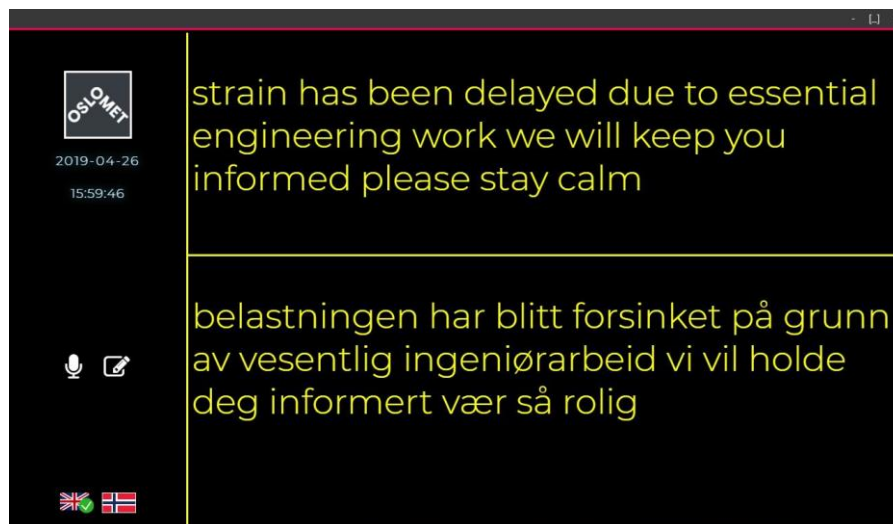 OSLOMET
2019-04-26
15:59:46
strain has been delayed due to essential
engineering work we will keep you
informed please stay calm
belastningen har blitt forsinket på grunn
av vesentlig ingeniørarbeid vi vil holde
deg informert vær så rolig